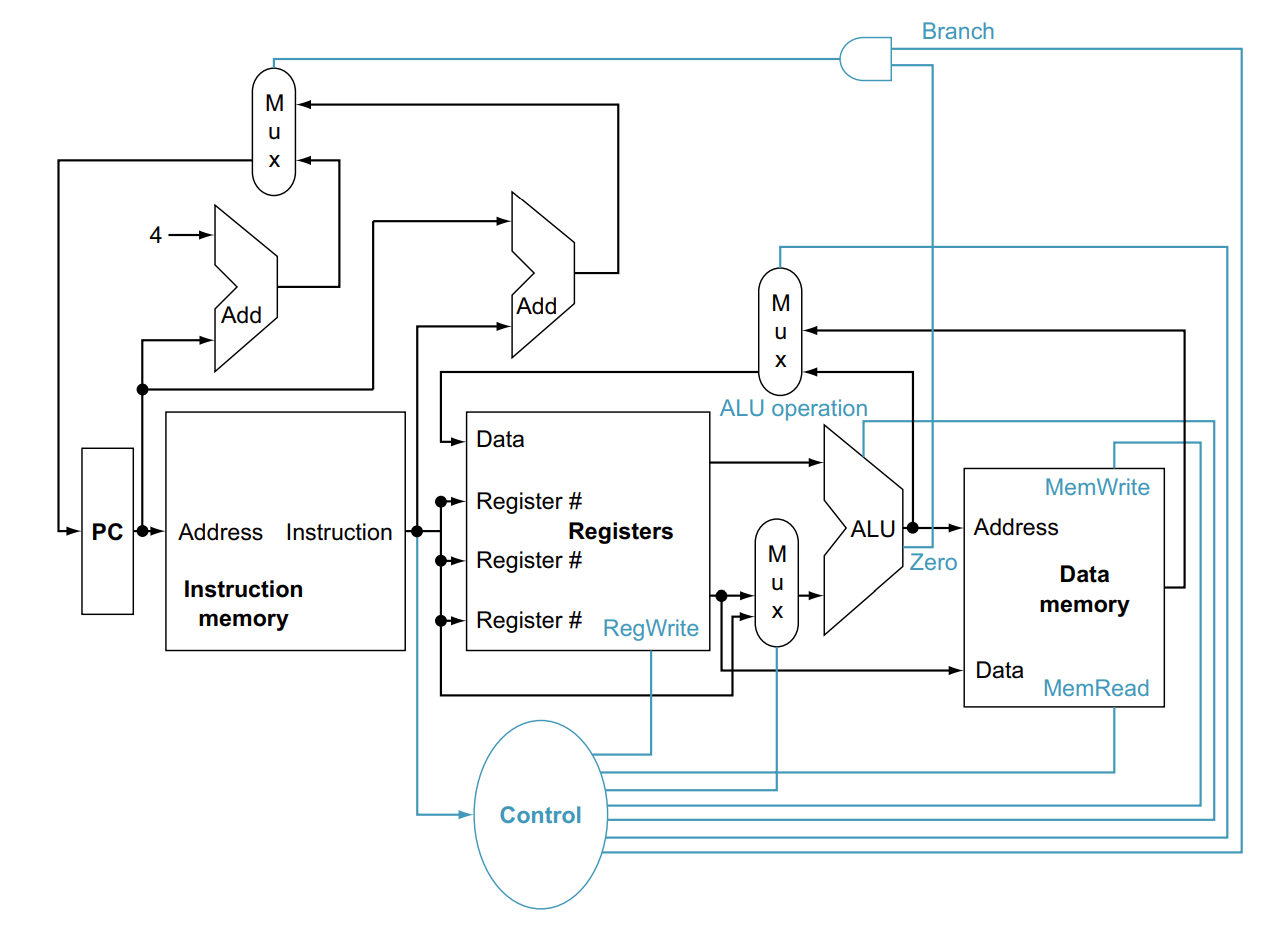 Branch
M
u
x
4
Add
Add
M
u
x
ALU operation
Data
Register #
Registers
Register #
Register #
RegWrite
PC
Address
Instruction
Instruction
memory
M
u
x
ALU
Zero
MemWrite
Address
Data
memory
Data
MemRead
Control